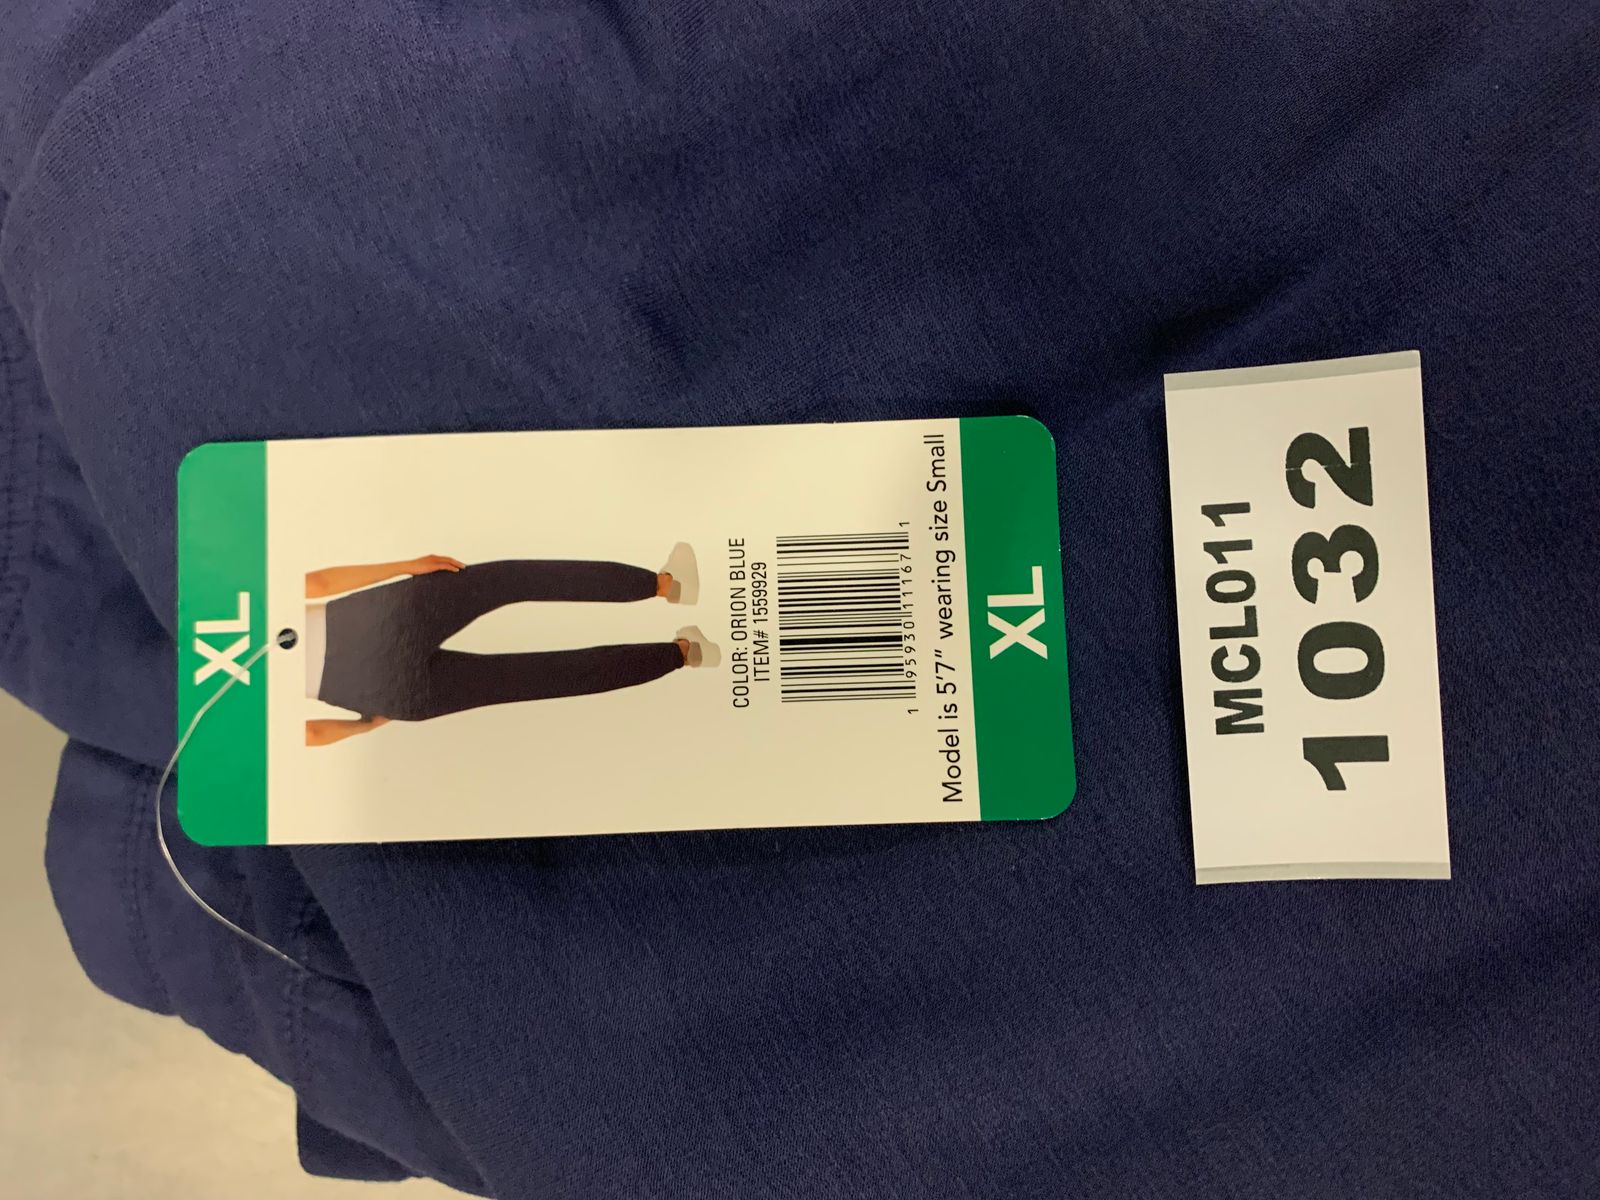 XL
COLOR: ORION BLUE
ITEM# 1559929
1 95930 11167 1
Model is 5'7" wearing size Small
XL
MCL011
1032